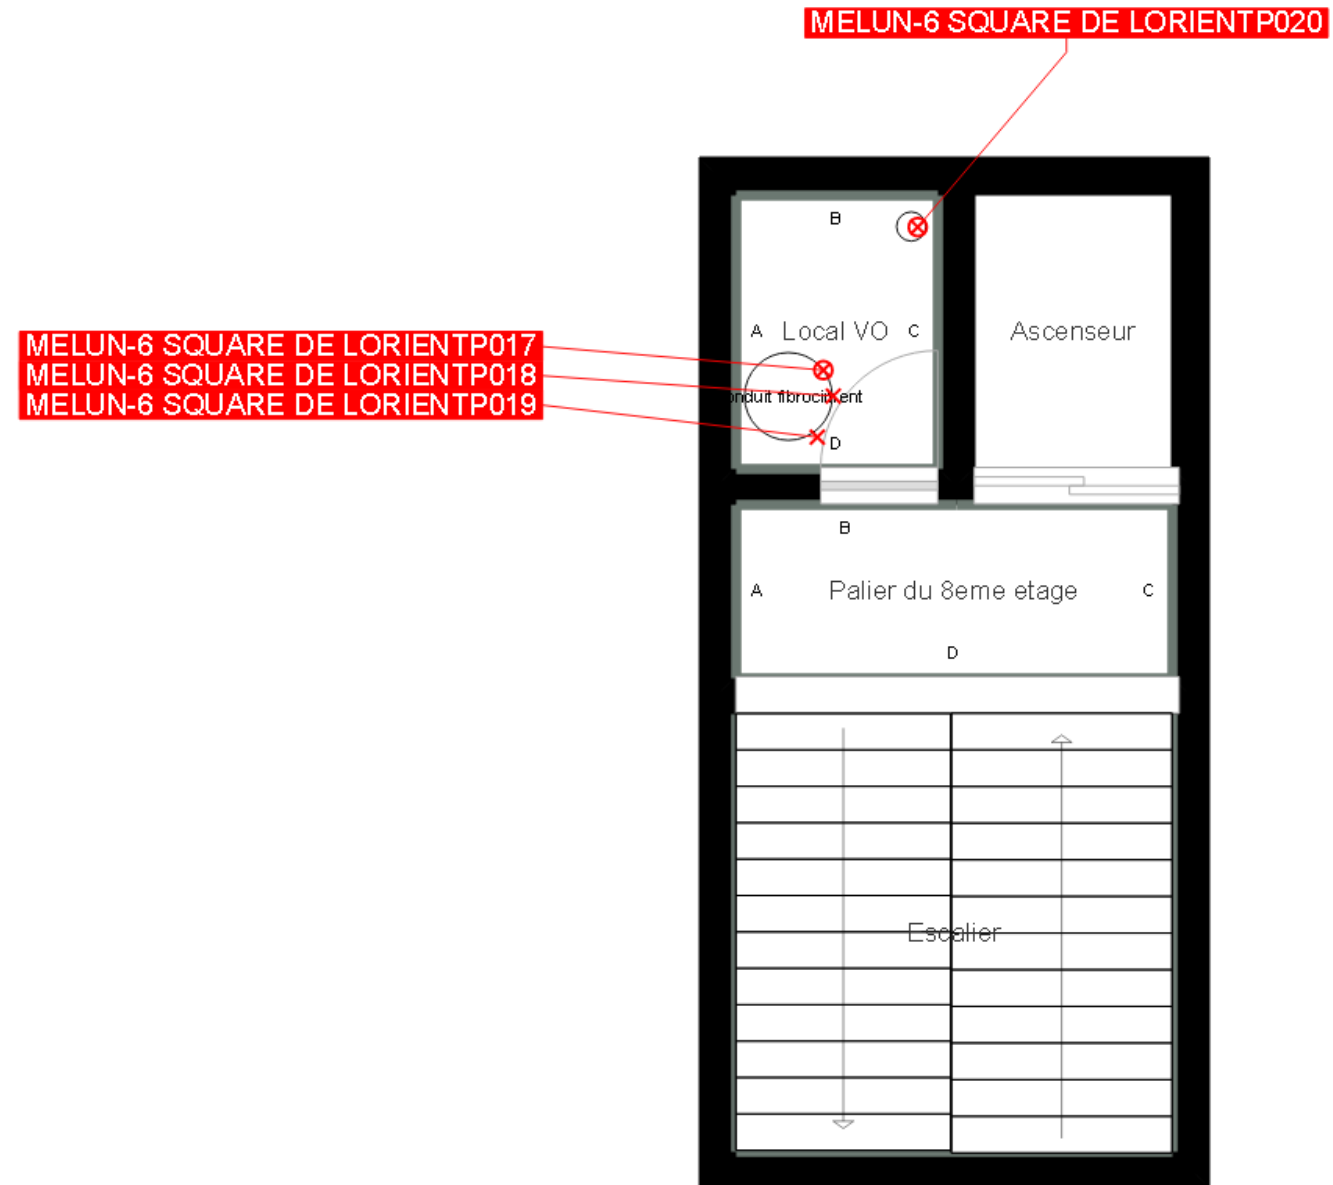 MELUN-6 SQUARE DE LORIENTP020
B
A Local VO C
Ascenseur
MELUN-6 SQUARE DE LORIENTP017
MELUN-6 SQUARE DE LORIENTP018
MELUN-6 SQUARE DE LORIENTP019
D
B
A Palier du 8eme etage C
D
Escalier